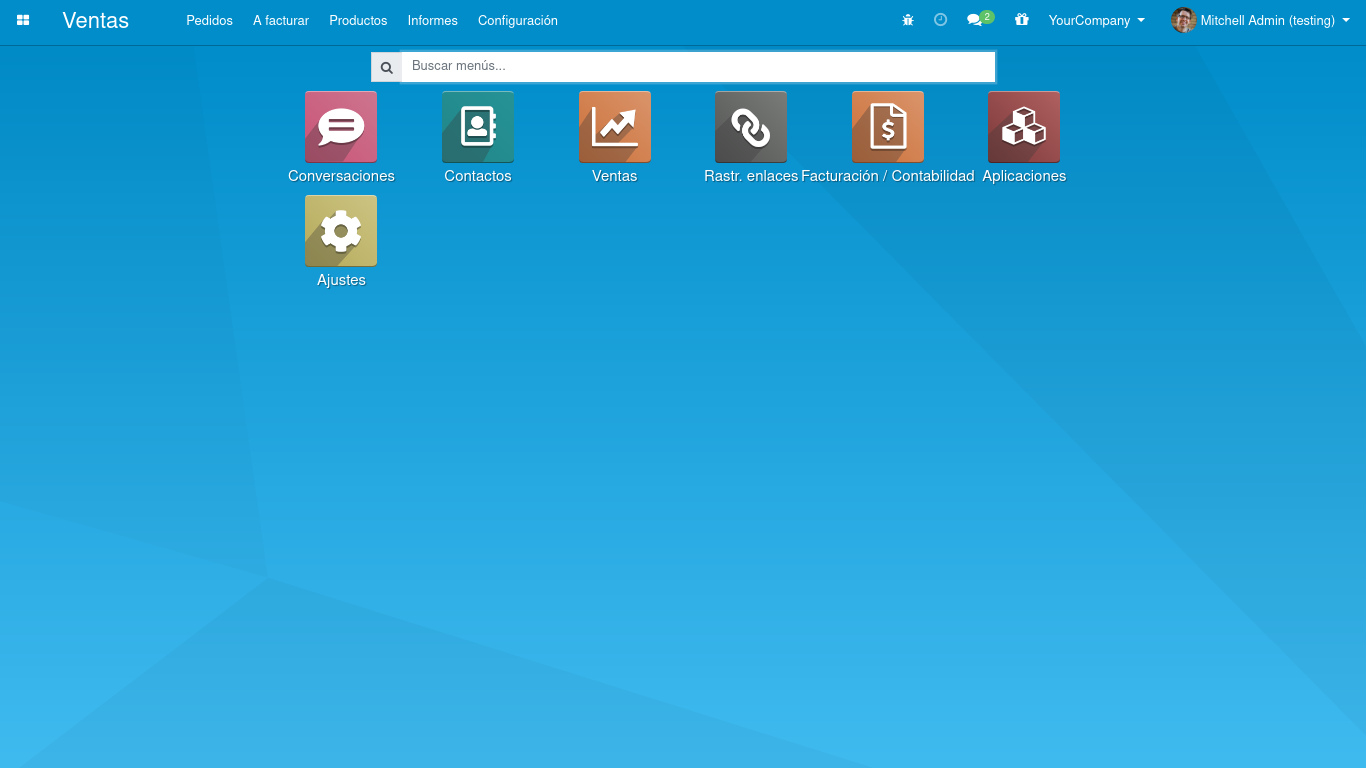 Ventas
Pedidos A facturar Productos Informes Configuración
2 YourCompany Mitchell Admin (testing)
Buscar menús...
Conversaciones Contactos Ventas Rastr. enlaces Facturación / Contabilidad Aplicaciones
Ajustes